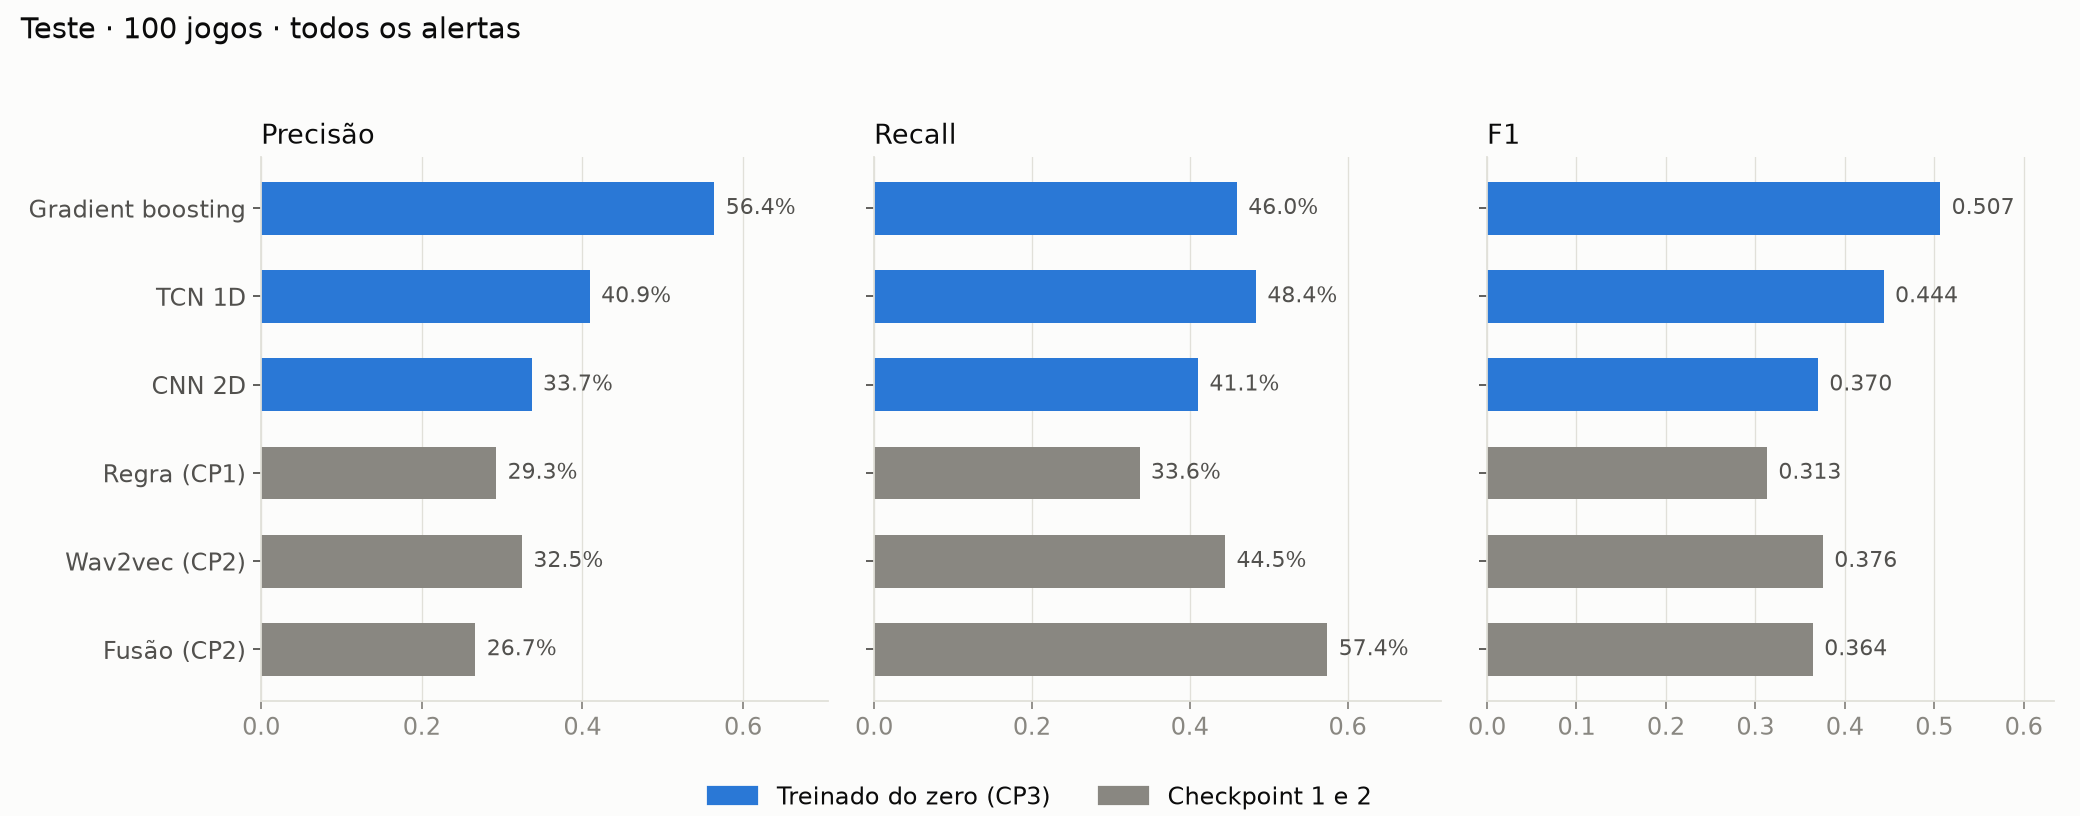 Teste · 100 jogos · todos os alertas
Precisão
Recall
F1
Gradient boosting
56.4%
46.0%
0.507
TCN 1D
40.9%
48.4%
0.444
CNN 2D
33.7%
41.1%
0.370
Regra (CP1)
29.3%
33.6%
0.313
Wav2vec (CP2)
32.5%
44.5%
0.376
Fusão (CP2)
26.7%
57.4%
0.364
0.0 0.2 0.4 0.6
0.0 0.2 0.4 0.6
0.0 0.1 0.2 0.3 0.4 0.5 0.6
Treinado do zero (CP3)
Checkpoint 1 e 2